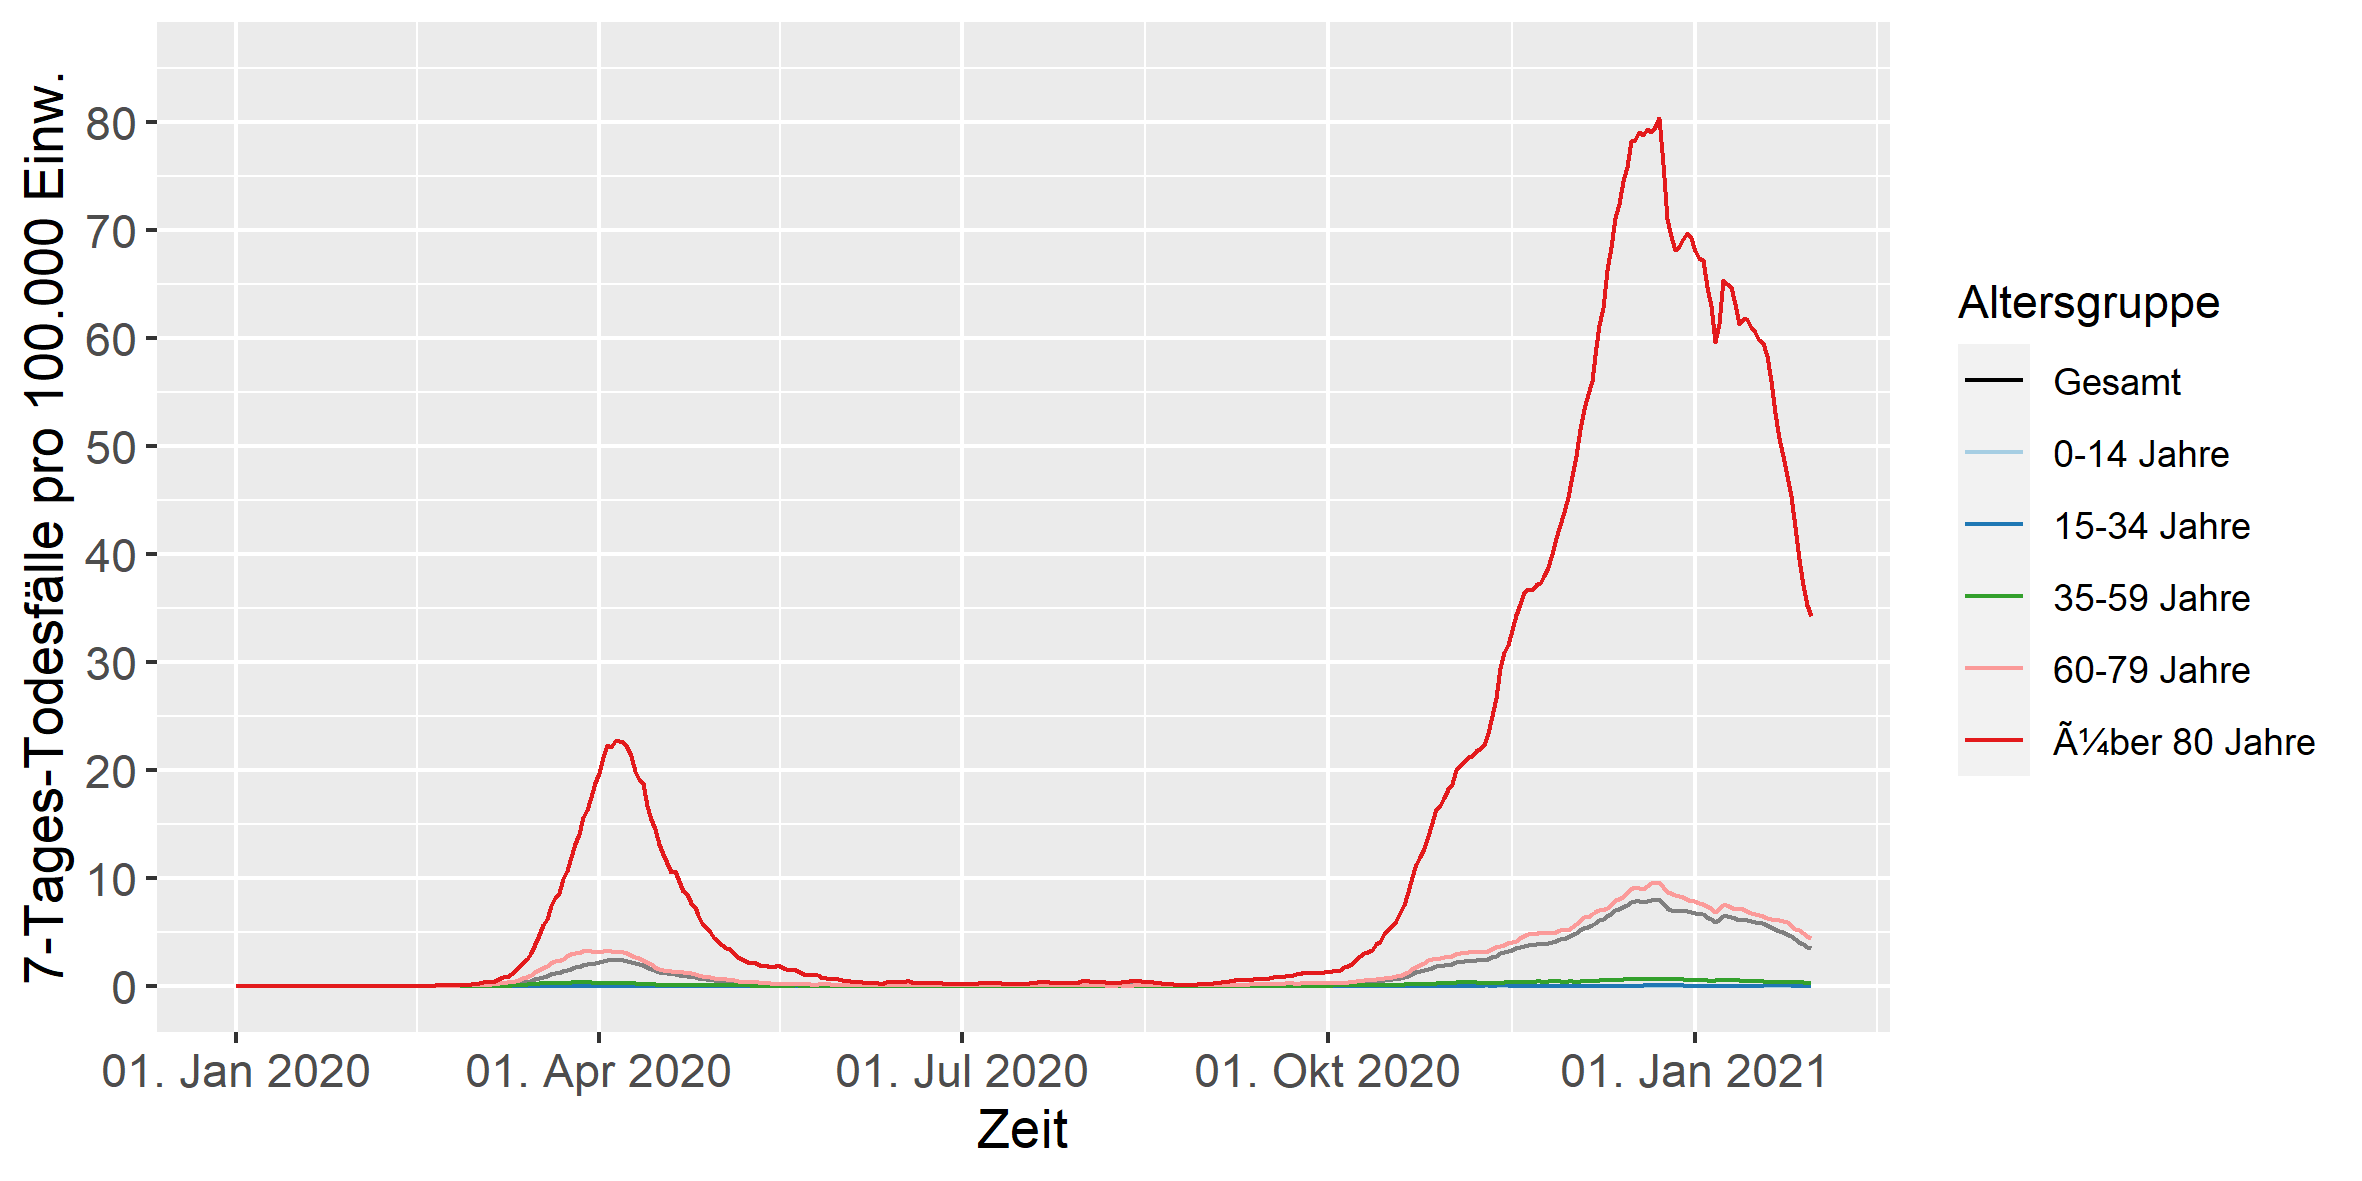 7-Tages-Todesfälle pro 100.000 Einw.
80
70
60
50
40
30
20
10
0
01. Jan 2020
01. Apr 2020
01. Jul 2020
01. Okt 2020
01. Jan 2021
Zeit
Altersgruppe
Gesamt
0-14 Jahre
15-34 Jahre
35-59 Jahre
60-79 Jahre
Ã¼ber 80 Jahre